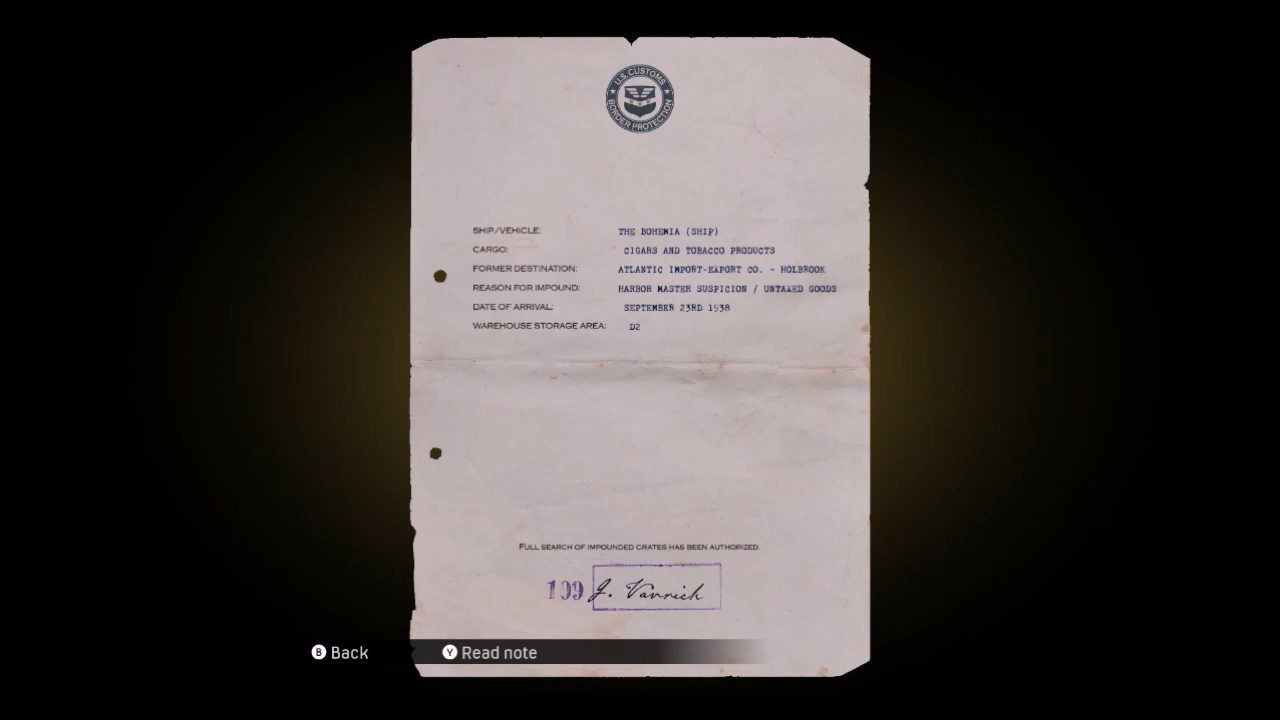 U.S. CUSTOMS
BORDER PROTECTION
SHIP/VEHICLE: THE BOHEMIA (SHIP)
CARGO: CIGARS AND TOBACCO PRODUCTS
FORMER DESTINATION: ATLANTIC IMPORT-EXPORT CO. - HOLBROOK
REASON FOR IMPOUND: HARBOR MASTER SUSPICION / UNTAXED GOODS
DATE OF ARRIVAL: SEPTEMBER 23RD 1938
WAREHOUSE STORAGE AREA: D2
FULL SEARCH OF IMPOUNDED CRATES HAS BEEN AUTHORIZED.
109 J. Vannick
B Back Y Read note